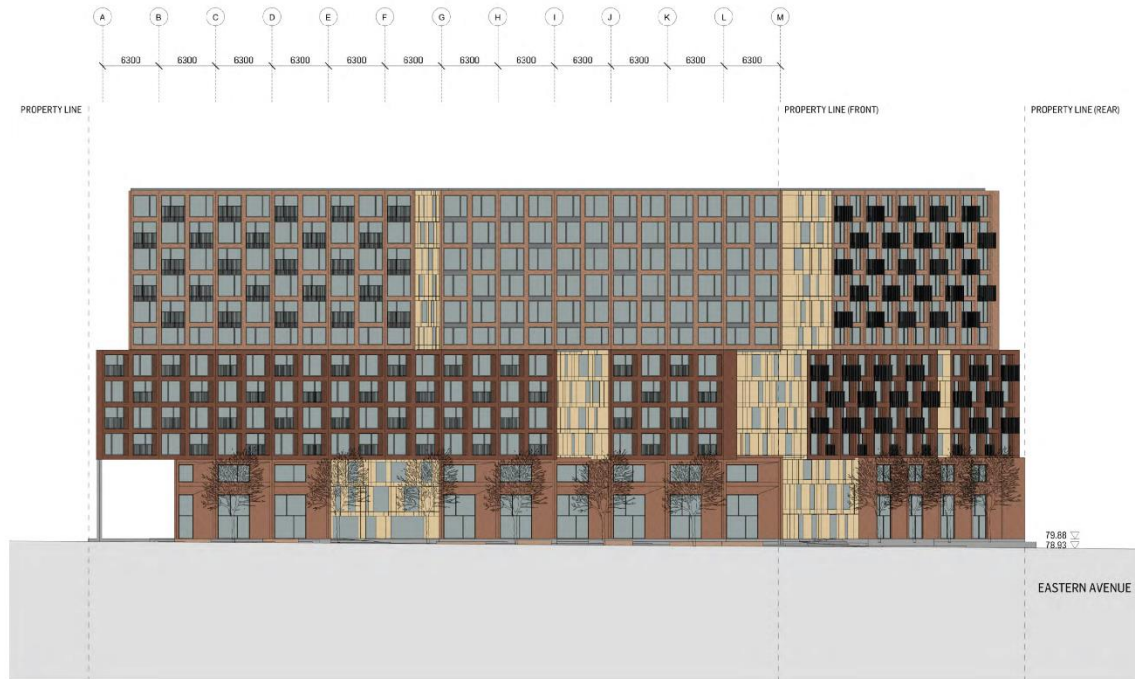 A B C D E F G H I J K L M
6300 6300 6300 6300 6300 6300 6300 6300 6300 6300 6300 6300
PROPERTY LINE
PROPERTY LINE (FRONT)
PROPERTY LINE (REAR)
79.88
78.93
EASTERN AVENUE